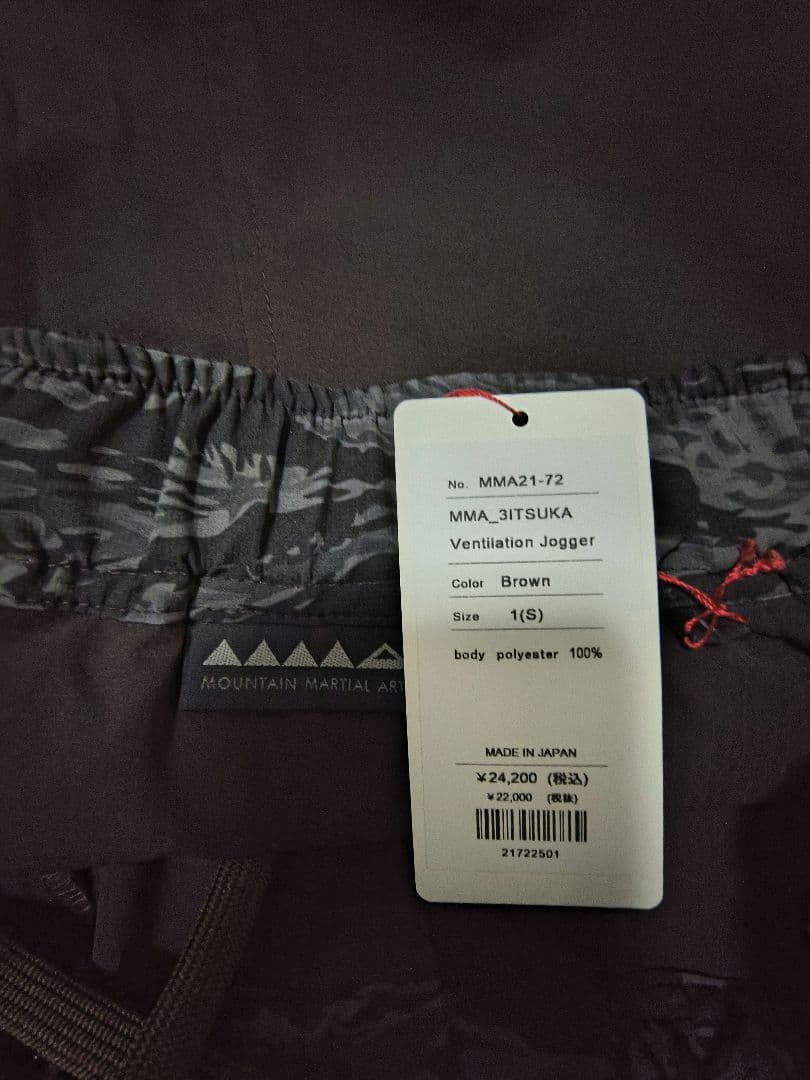 No. MMA21-72
MMA_3ITSUKA
Ventilation Jogger
Color Brown
Size 1(S)
body polyester 100%
MADE IN JAPAN
¥24,200 (税込)
¥22,000 (税抜)
21722501
MOUNTAIN MARTIAL ART